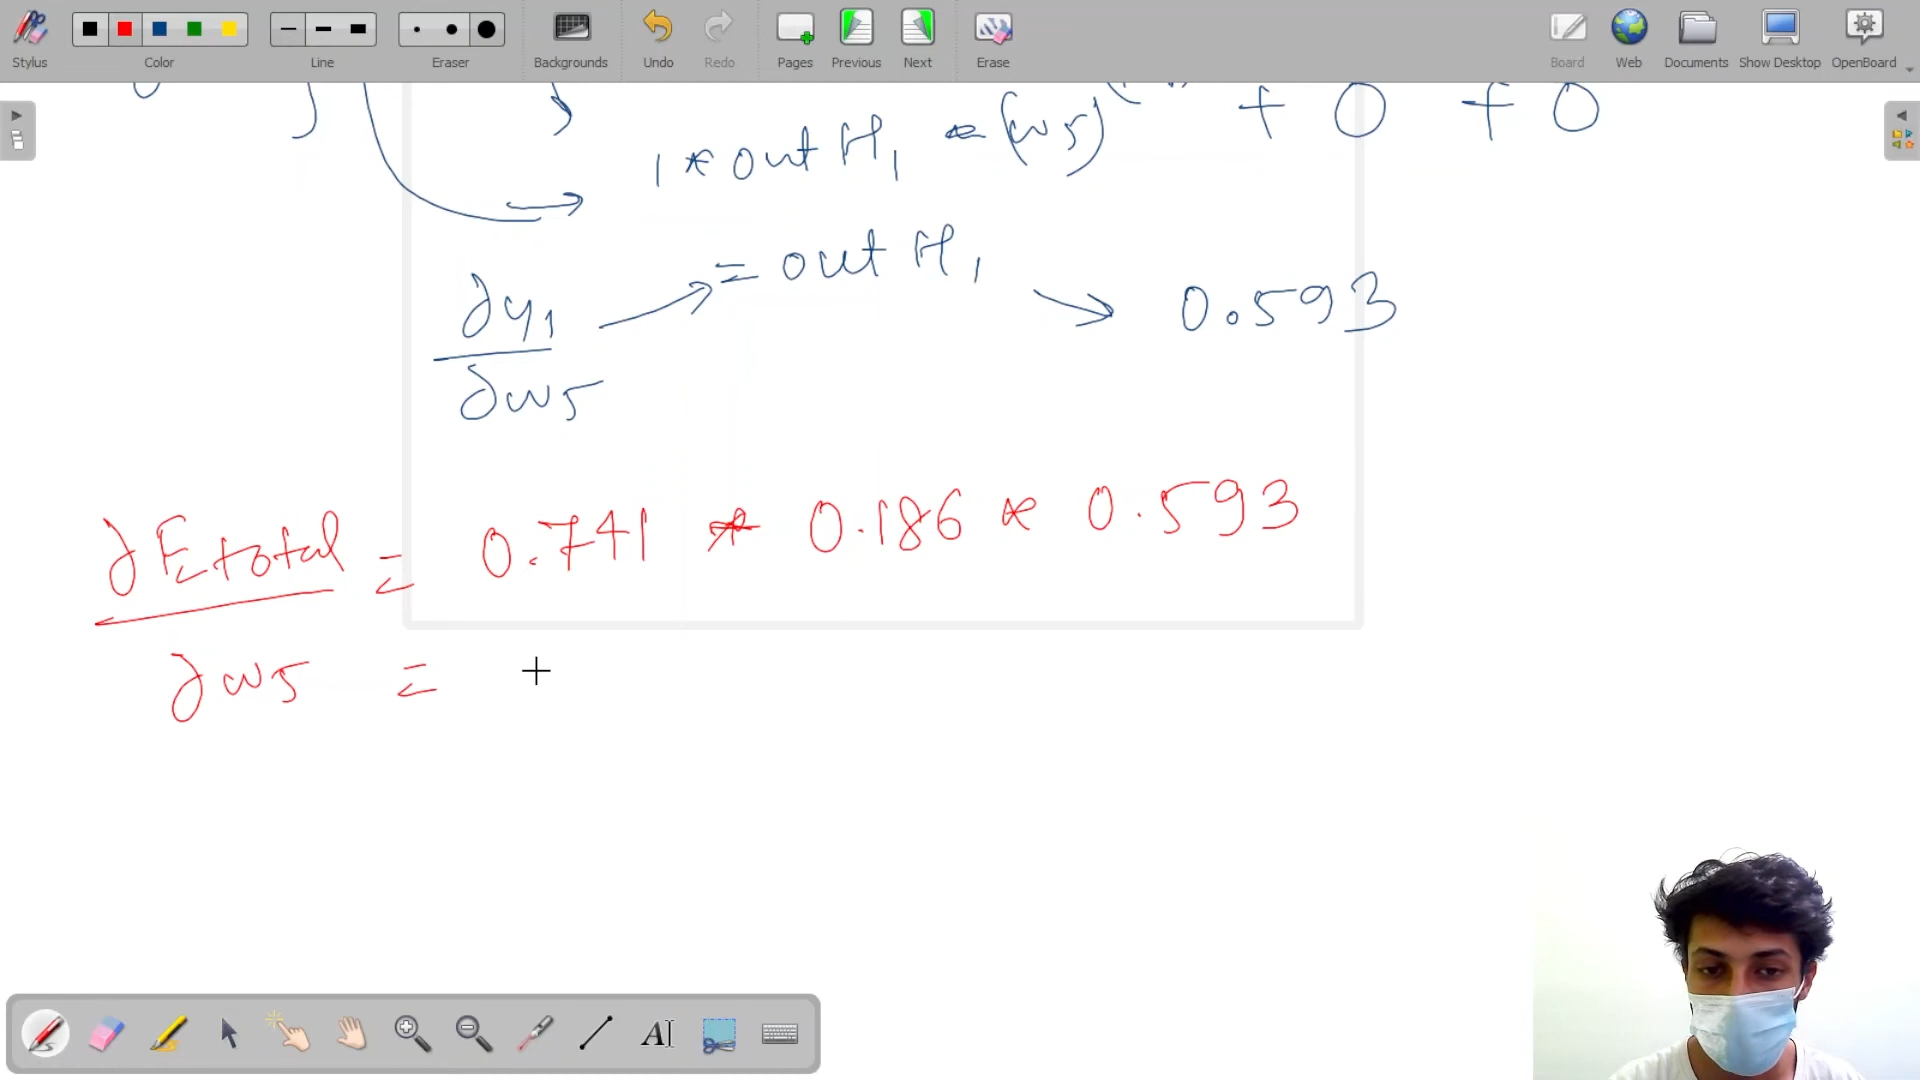 Stylus Color Line Eraser Backgrounds Undo Redo Pages Previous Next Erase Board Web Documents Show Desktop OpenBoard
1 * out H₁ * (w5) + 0 + 0
= out H₁
∂y₁ → 0.593
∂w5
∂Etotal = 0.741 * 0.186 * 0.593
∂w5 =